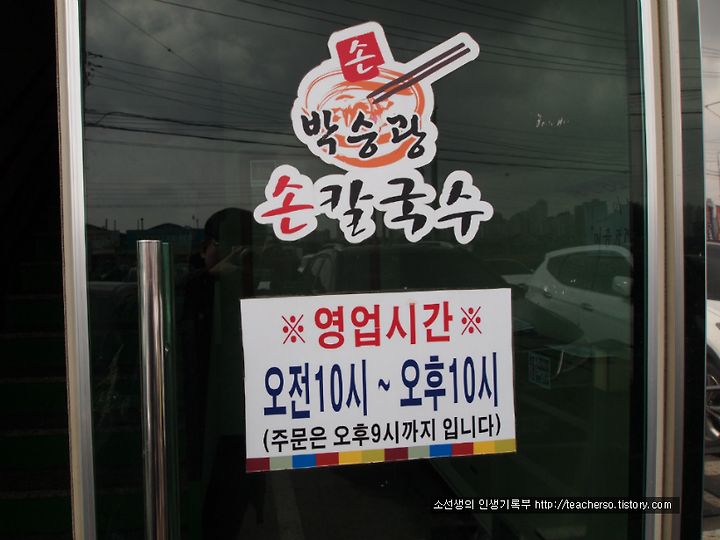 손
박승광
손칼국수
※영업시간※
오전10시 ~ 오후10시
(주문은 오후9시까지 입니다)
소선생의 인생기록부 http://teacherso.tistory.com